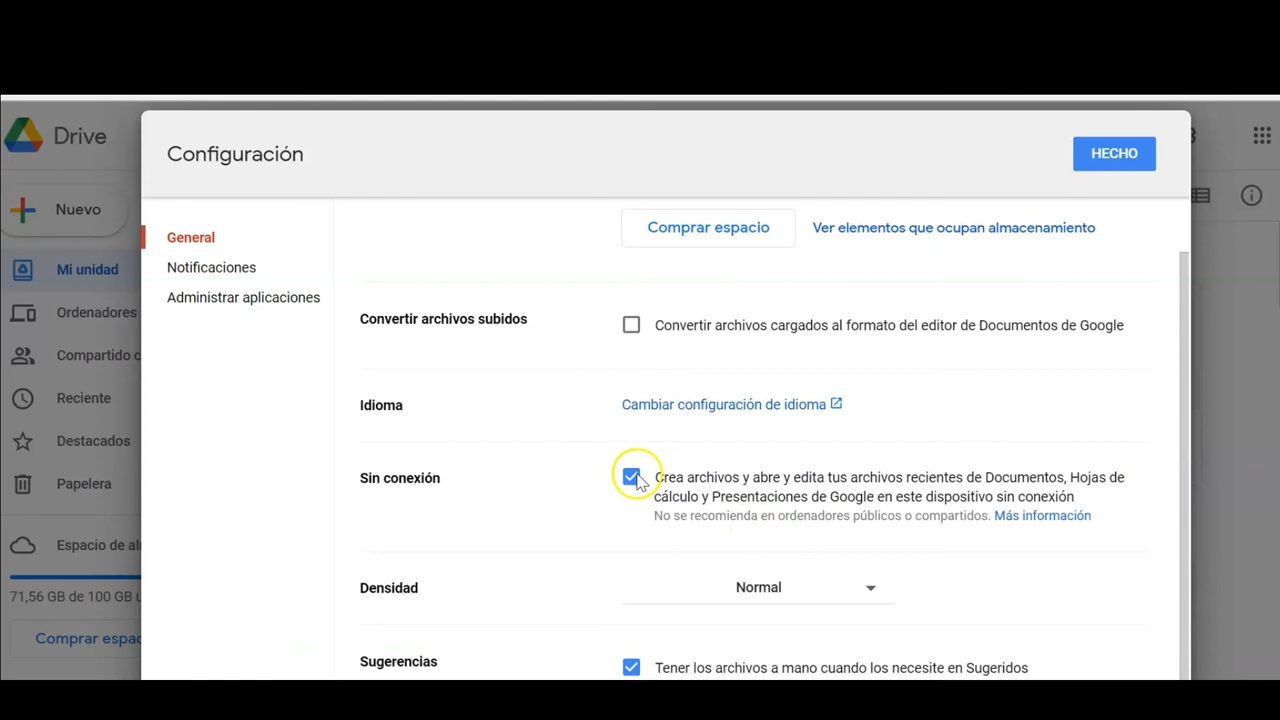 Drive
Configuración
HECHO
Nuevo
General
Comprar espacio
Ver elementos que ocupan almacenamiento
Mi unidad
Notificaciones
Administrar aplicaciones
Ordenadores
Convertir archivos subidos
Convertir archivos cargados al formato del editor de Documentos de Google
Compartido c
Reciente
Idioma
Cambiar configuración de idioma
Destacados
Papelera
Sin conexión
Crea archivos y abre y edita tus archivos recientes de Documentos, Hojas de
cálculo y Presentaciones de Google en este dispositivo sin conexión
No se recomienda en ordenadores públicos o compartidos. Más información
Espacio de al
71,56 GB de 100 GB u
Densidad
Normal
Comprar espac
Sugerencias
Tener los archivos a mano cuando los necesite en Sugeridos